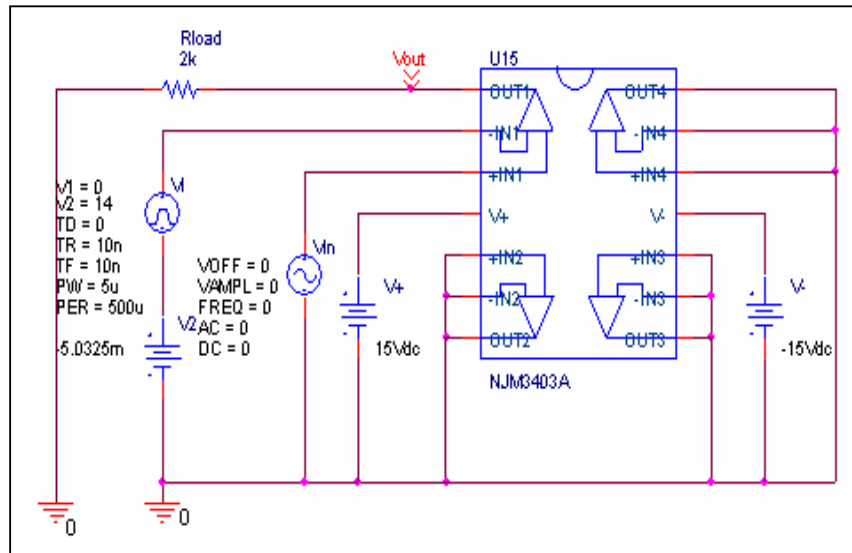 Rload
2k
Vout
U15
OUT1
OUT4
-IN1
-IN4
+IN1
+IN4
V1 = 0
V2 = 14
TD = 0
TR = 10n
TF = 10n
PW = 5u
PER = 500u
V+
V-
Vin
VOFF = 0
VAMPL = 0
FREQ = 0
AC = 0
DC = 0
+IN2
+IN3
V+
V-
-IN2
-IN3
V2
-5.0325m
15Vdc
OUT2
OUT3
-15Vdc
NJM3403A
0
0